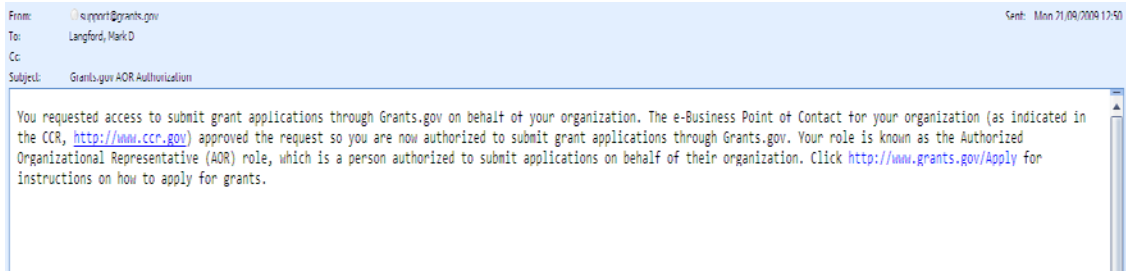 From: support@grants.gov Sent: Mon 21/09/2009 12:50
To: Langford, Mark D
Cc:
Subject: Grants.gov AOR Authorization
You requested access to submit grant applications through Grants.gov on behalf of your organization. The e-Business Point of Contact for your organization (as indicated in
the CCR, http://www.ccr.gov) approved the request so you are now authorized to submit grant applications through Grants.gov. Your role is known as the Authorized
Organizational Representative (AOR) role, which is a person authorized to submit applications on behalf of their organization. Click http://www.grants.gov/Apply for
instructions on how to apply for grants.